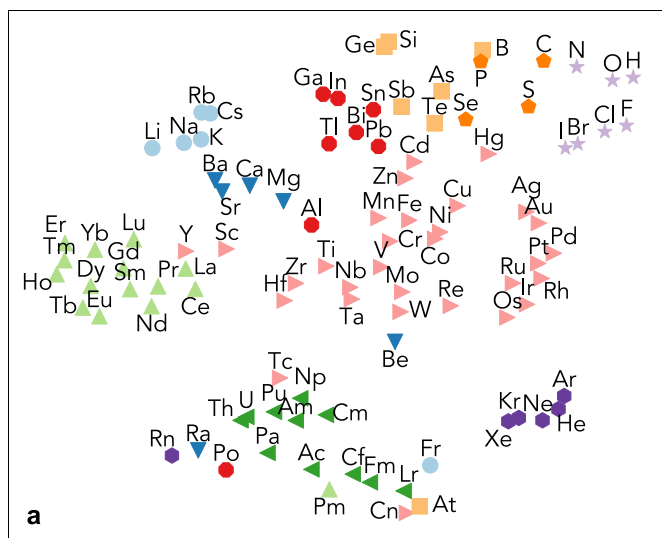 Ge Si B C N O H
P
Ga In Sn Sb As Se S
Rb Cs Tl Bi Pb Te I Br Cl F
Li Na K Cd Hg
Ba Ca Mg Zn
Sr Al Mn Fe Cu Ag Au
Er Yb Lu Y Sc Ni
Tm Gd Ti V Cr Co Pt Pd
Ho Dy Sm Pr La Zr Nb Mo Ru Ir Rh
Tb Eu Nd Ce Hf Ta W Re Os
Be
Tc Np Ar
Th U Pu Am Cm Kr Ne He
Rn Ra Po Pa Ac Cf Fm Fr Xe
Lr
Pm Cn At
a